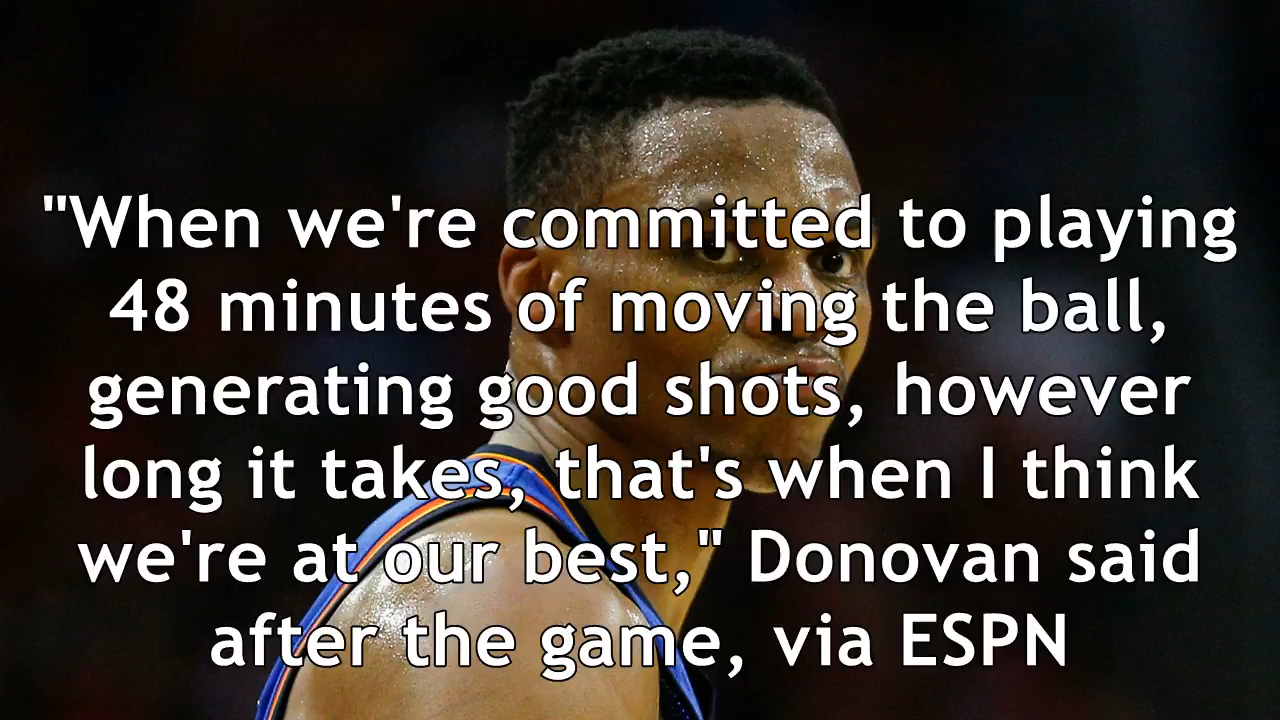 "When we're committed to playing
48 minutes of moving the ball,
generating good shots, however
long it takes, that's when I think
we're at our best," Donovan said
after the game, via ESPN